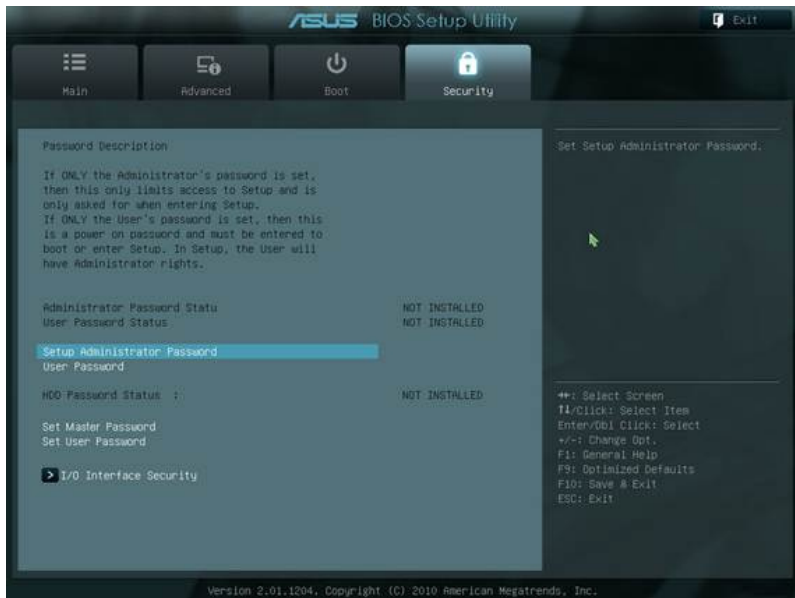 ASUS BIOS Setup Utility
Exit
Main
Advanced
Boot
Security
Password Description
If ONLY the Administrator's password is set,
then this only limits access to Setup and is
only asked for when entering Setup.
If ONLY the User's password is set, then this
is a power on password and must be entered to
boot or enter Setup. In Setup, the User will
have Administrator rights.
Administrator Password Statu NOT INSTALLED
User Password Status NOT INSTALLED
Setup Administrator Password
User Password
HDD Password Status : NOT INSTALLED
Set Master Password
Set User Password
> I/O Interface Security
Set Setup Administrator Password.
→←: Select Screen
↑↓/Click: Select Item
Enter/Dbl Click: Select
+/-: Change Opt.
F1: General Help
F9: Optimized Defaults
F10: Save & Exit
ESC: Exit
Version 2.01.1204. Copyright (C) 2010 American Megatrends, Inc.